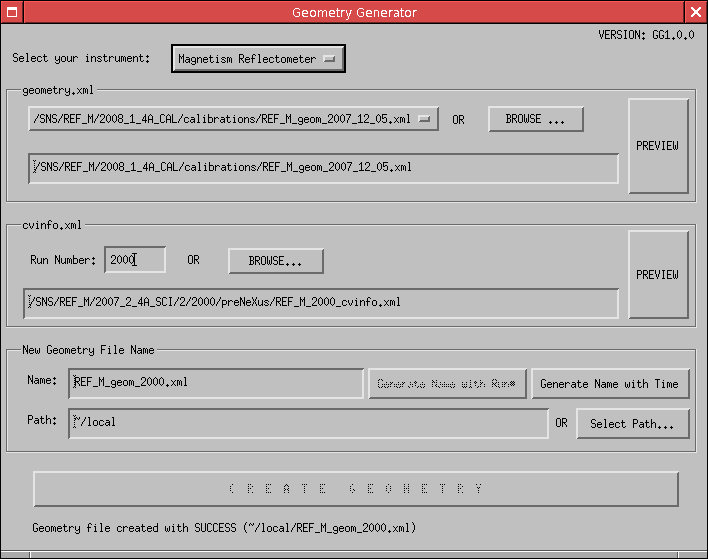 Geometry Generator
VERSION: GG1.0.0
Select your instrument: Magnetism Reflectometer
geometry.xml
/SNS/REF_M/2008_1_4A_CAL/calibrations/REF_M_geom_2007_12_05.xml OR BROWSE ... PREVIEW
/SNS/REF_M/2008_1_4A_CAL/calibrations/REF_M_geom_2007_12_05.xml
cvinfo.xml
Run Number: 2000 OR BROWSE... PREVIEW
/SNS/REF_M/2007_2_4A_SCI/2/2000/preNeXus/REF_M_2000_cvinfo.xml
New Geometry File Name
Name: REF_M_geom_2000.xml Generate Name with Run# Generate Name with Time
Path: ~/local OR Select Path...
C R E A T E  G E O M E T R Y
Geometry file created with SUCCESS (~/local/REF_M_geom_2000.xml)